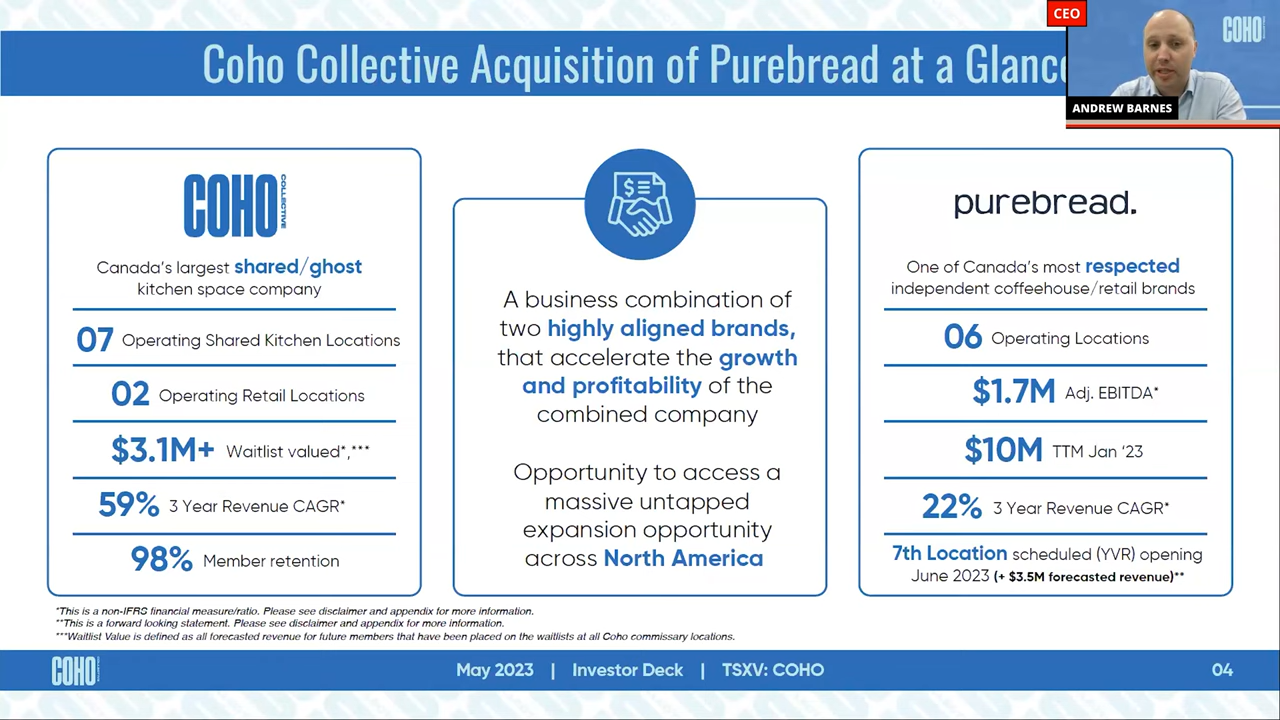 CEO
COHO
ANDREW BARNES
Coho Collective Acquisition of Purebread at a Glance
COHO COLLECTIVE
Canada's largest shared/ghost
kitchen space company
07 Operating Shared Kitchen Locations
02 Operating Retail Locations
$3.1M+ Waitlist valued*,***
59% 3 Year Revenue CAGR*
98% Member retention
A business combination of
two highly aligned brands,
that accelerate the growth
and profitability of the
combined company
Opportunity to access a
massive untapped
expansion opportunity
across North America
purebread.
One of Canada's most respected
independent coffeehouse/retail brands
06 Operating Locations
$1.7M Adj. EBITDA*
$10M TTM Jan '23
22% 3 Year Revenue CAGR*
7th Location scheduled (YVR) opening
June 2023 (+ $3.5M forecasted revenue)**
*This is a non-IFRS financial measure/ratio. Please see disclaimer and appendix for more information.
**This is a forward looking statement. Please see disclaimer and appendix for more information.
***Waitlist Value is defined as all forecasted revenue for future members that have been placed on the waitlists at all Coho commissary locations.
COHO
May 2023 | Investor Deck | TSXV: COHO
04